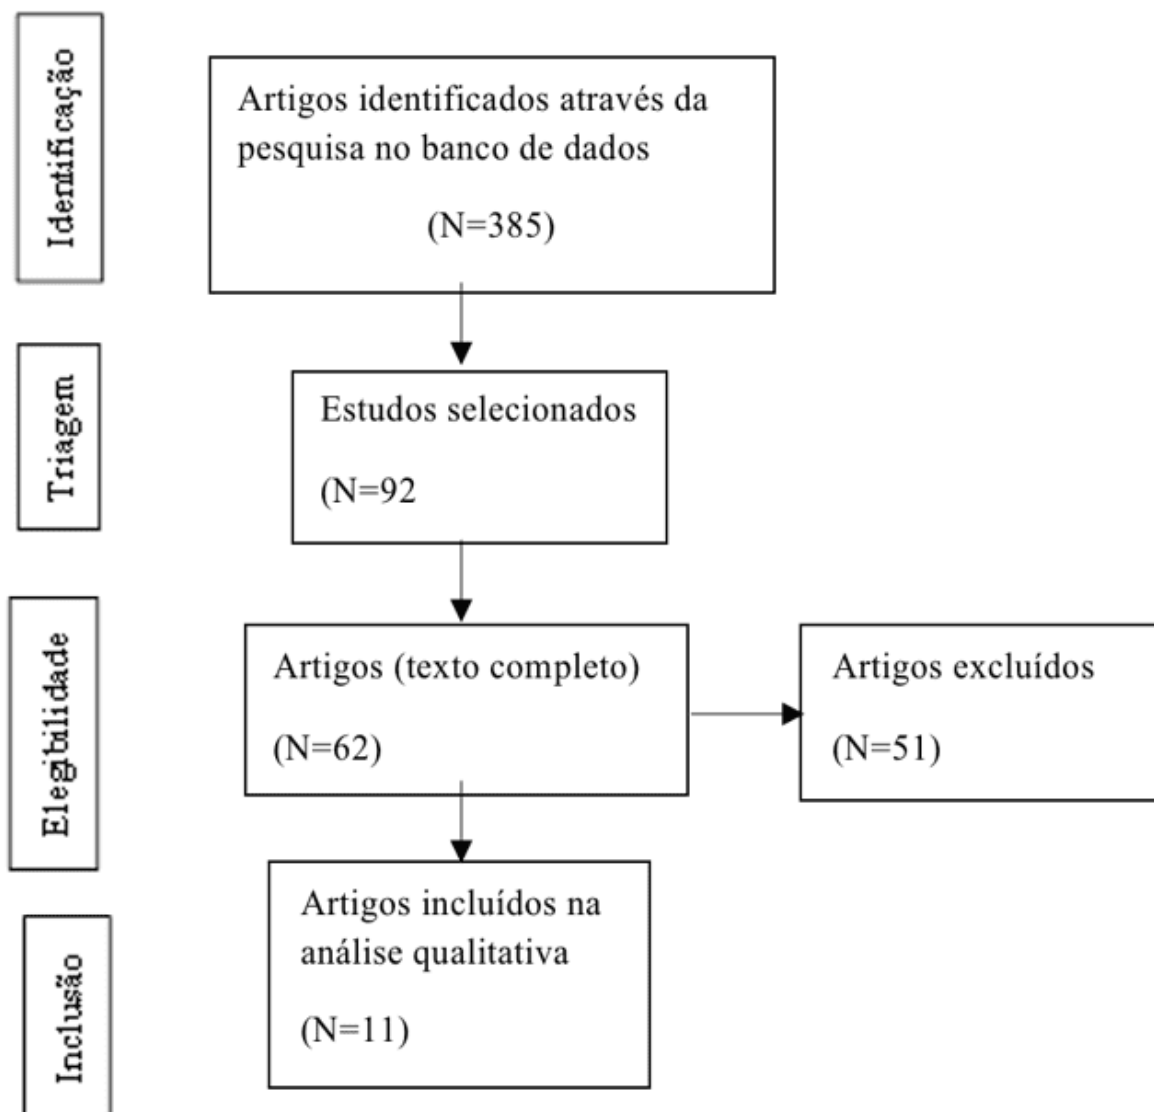 Identificação
Artigos identificados através da
pesquisa no banco de dados
(N=385)
Triagem
Estudos selecionados
(N=92
Elegibilidade
Artigos (texto completo)
(N=62)
Artigos excluídos
(N=51)
Inclusão
Artigos incluídos na
análise qualitativa
(N=11)